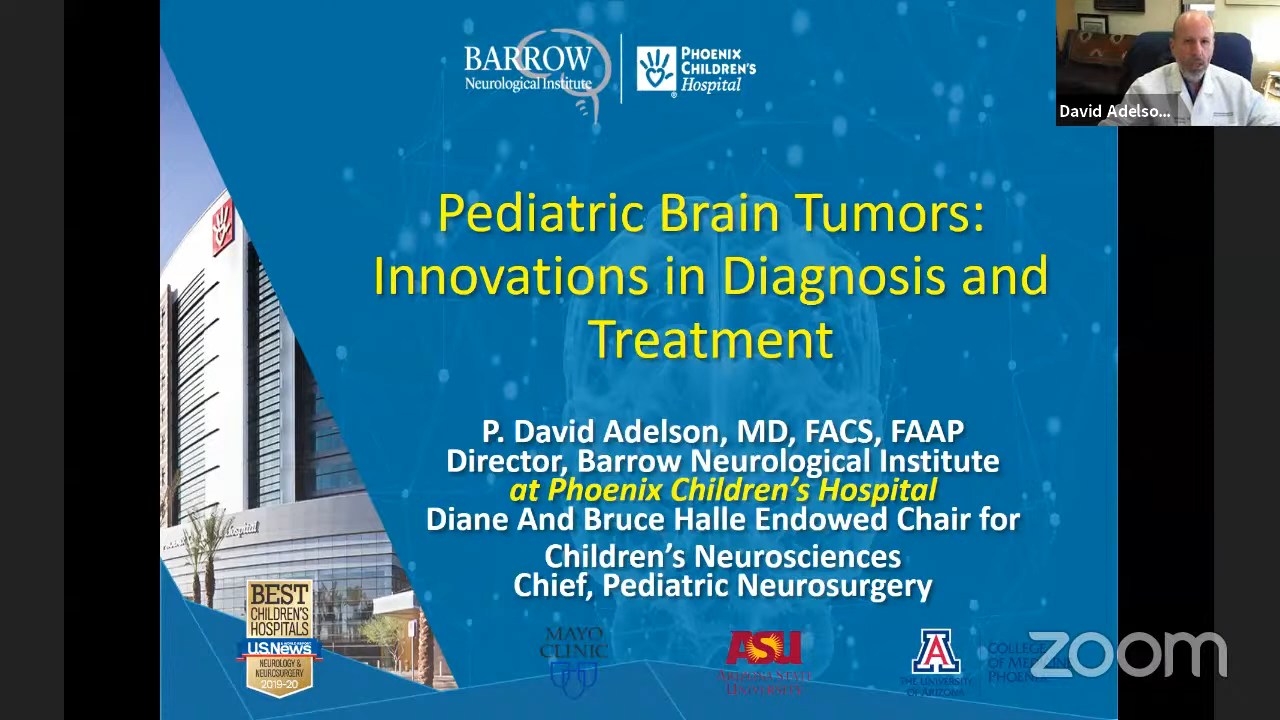 BARROW
Neurological Institute
PHOENIX
CHILDREN'S
Hospital
David Adelso...
Pediatric Brain Tumors:
Innovations in Diagnosis and
Treatment
P. David Adelson, MD, FACS, FAAP
Director, Barrow Neurological Institute
at Phoenix Children's Hospital
Diane And Bruce Halle Endowed Chair for
Children's Neurosciences
Chief, Pediatric Neurosurgery
Hospital
BEST
CHILDREN'S
HOSPITALS
U.S.News
NEUROLOGY &
NEUROSURGERY
2019-20
MAYO
CLINIC
ASU
ARIZONA STATE
UNIVERSITY
A
THE UNIVERSITY
OF ARIZONA
COLLEGE
OF MEDICINE
PHOENIX
zoom